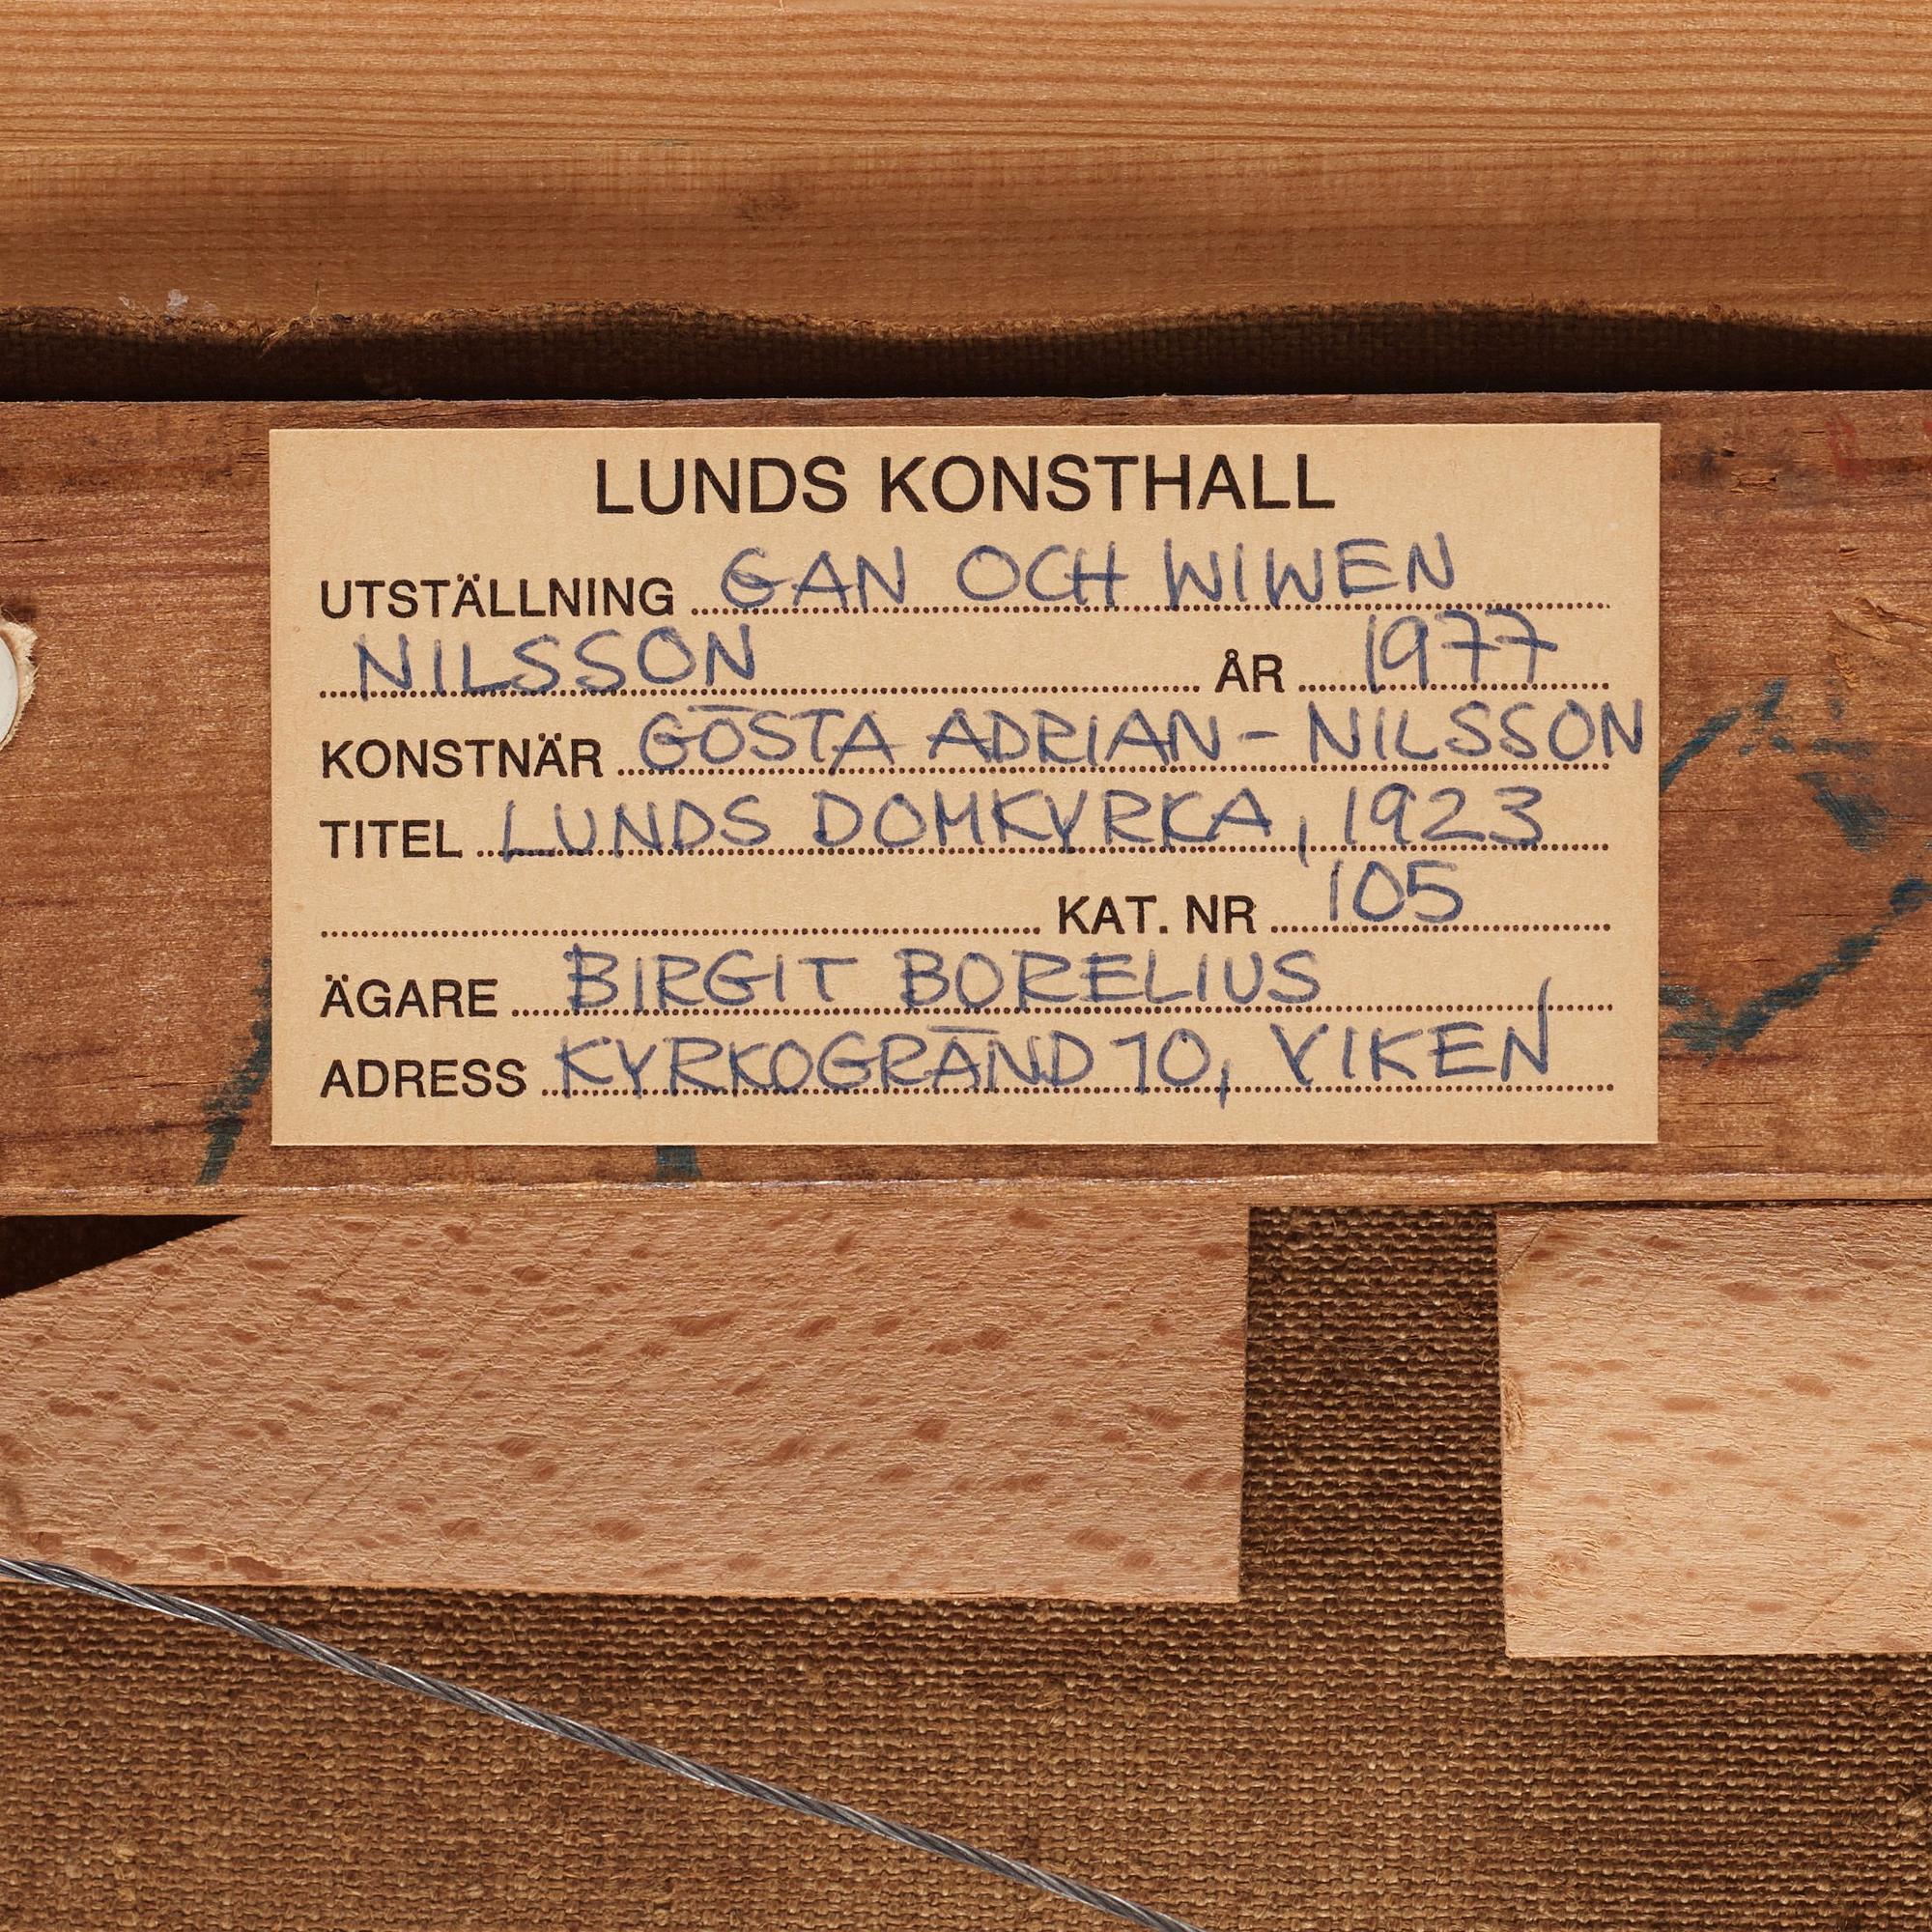 LUNDS KONSTHALL
UTSTÄLLNING GAN OCH WIWEN
NILSSON ÅR 1977
KONSTNÄR GÖSTA ADRIAN-NILSSON
TITEL LUNDS DOMKYRKA, 1923
KAT. NR 105
ÄGARE BIRGIT BORELIUS
ADRESS KYRKOGRÄND 10, VIKEN